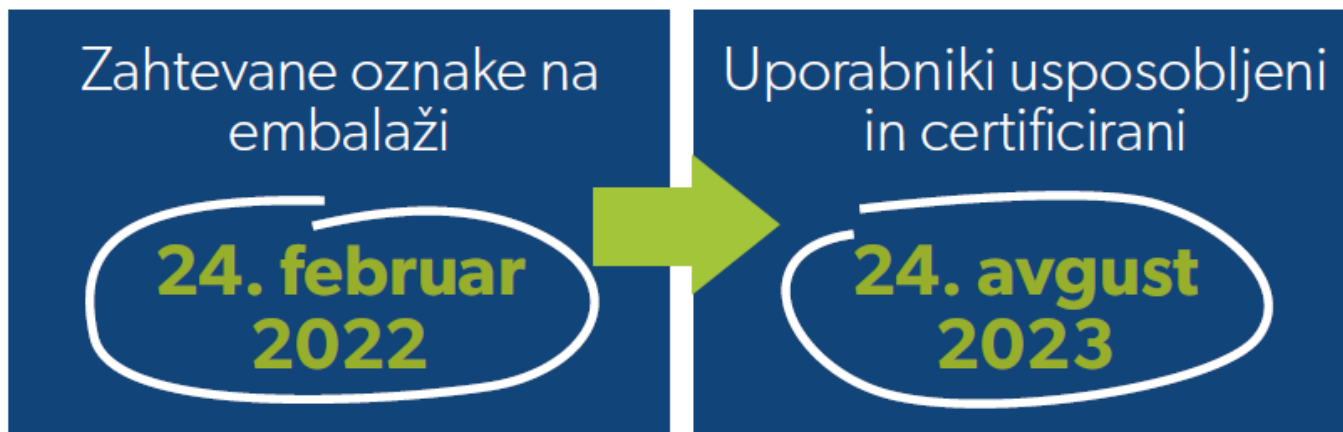 Zahtevane oznake na
embalaži
24. februar
2022
Uporabniki usposobljeni
in certificirani
24. avgust
2023